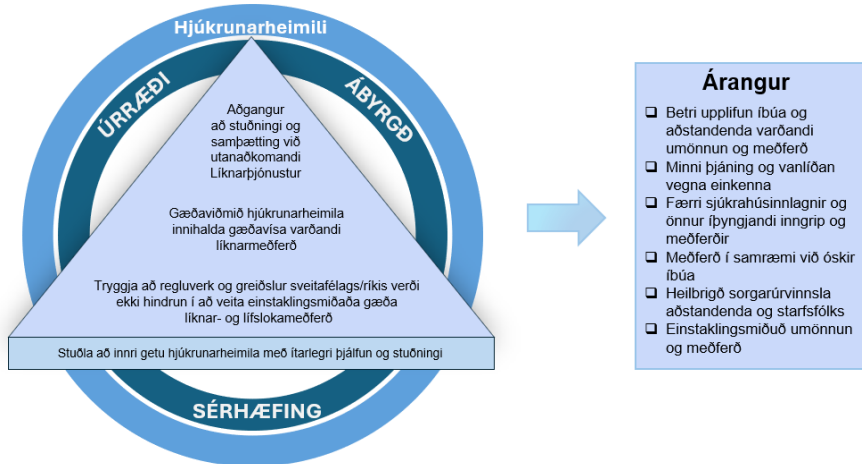 Hjúkrunarheimili
ÚRRÆÐI
ÁBYRGÐ
Aðgangur
að stuðningi og
samþætting við
utanaðkomandi
Líknarþjónustur
Gæðaviðmið hjúkrunarheimila
innihalda gæðavísa varðandi
líknarmeðferð
Tryggja að regluverk og greiðslur sveitafélags/ríkis verði
ekki hindrun í að veita einstaklingsmiðaða gæða
líknar- og lífslokameðferð
Stuðla að innri getu hjúkrunarheimila með ítarlegri þjálfun og stuðningi
SÉRHÆFING
Árangur
Betri upplifun íbúa og
aðstandenda varðandi
umönnun og meðferð
Minni þjáning og vanlíðan
vegna einkenna
Færri sjúkrahúsinnlagnir og
önnur íþyngjandi inngrip og
meðferðir
Meðferð í samræmi við óskir
íbúa
Heilbrigð sorgarúrvinnsla
aðstandenda og starfsfólks
Einstaklingsmiðuð umönnun
og meðferð